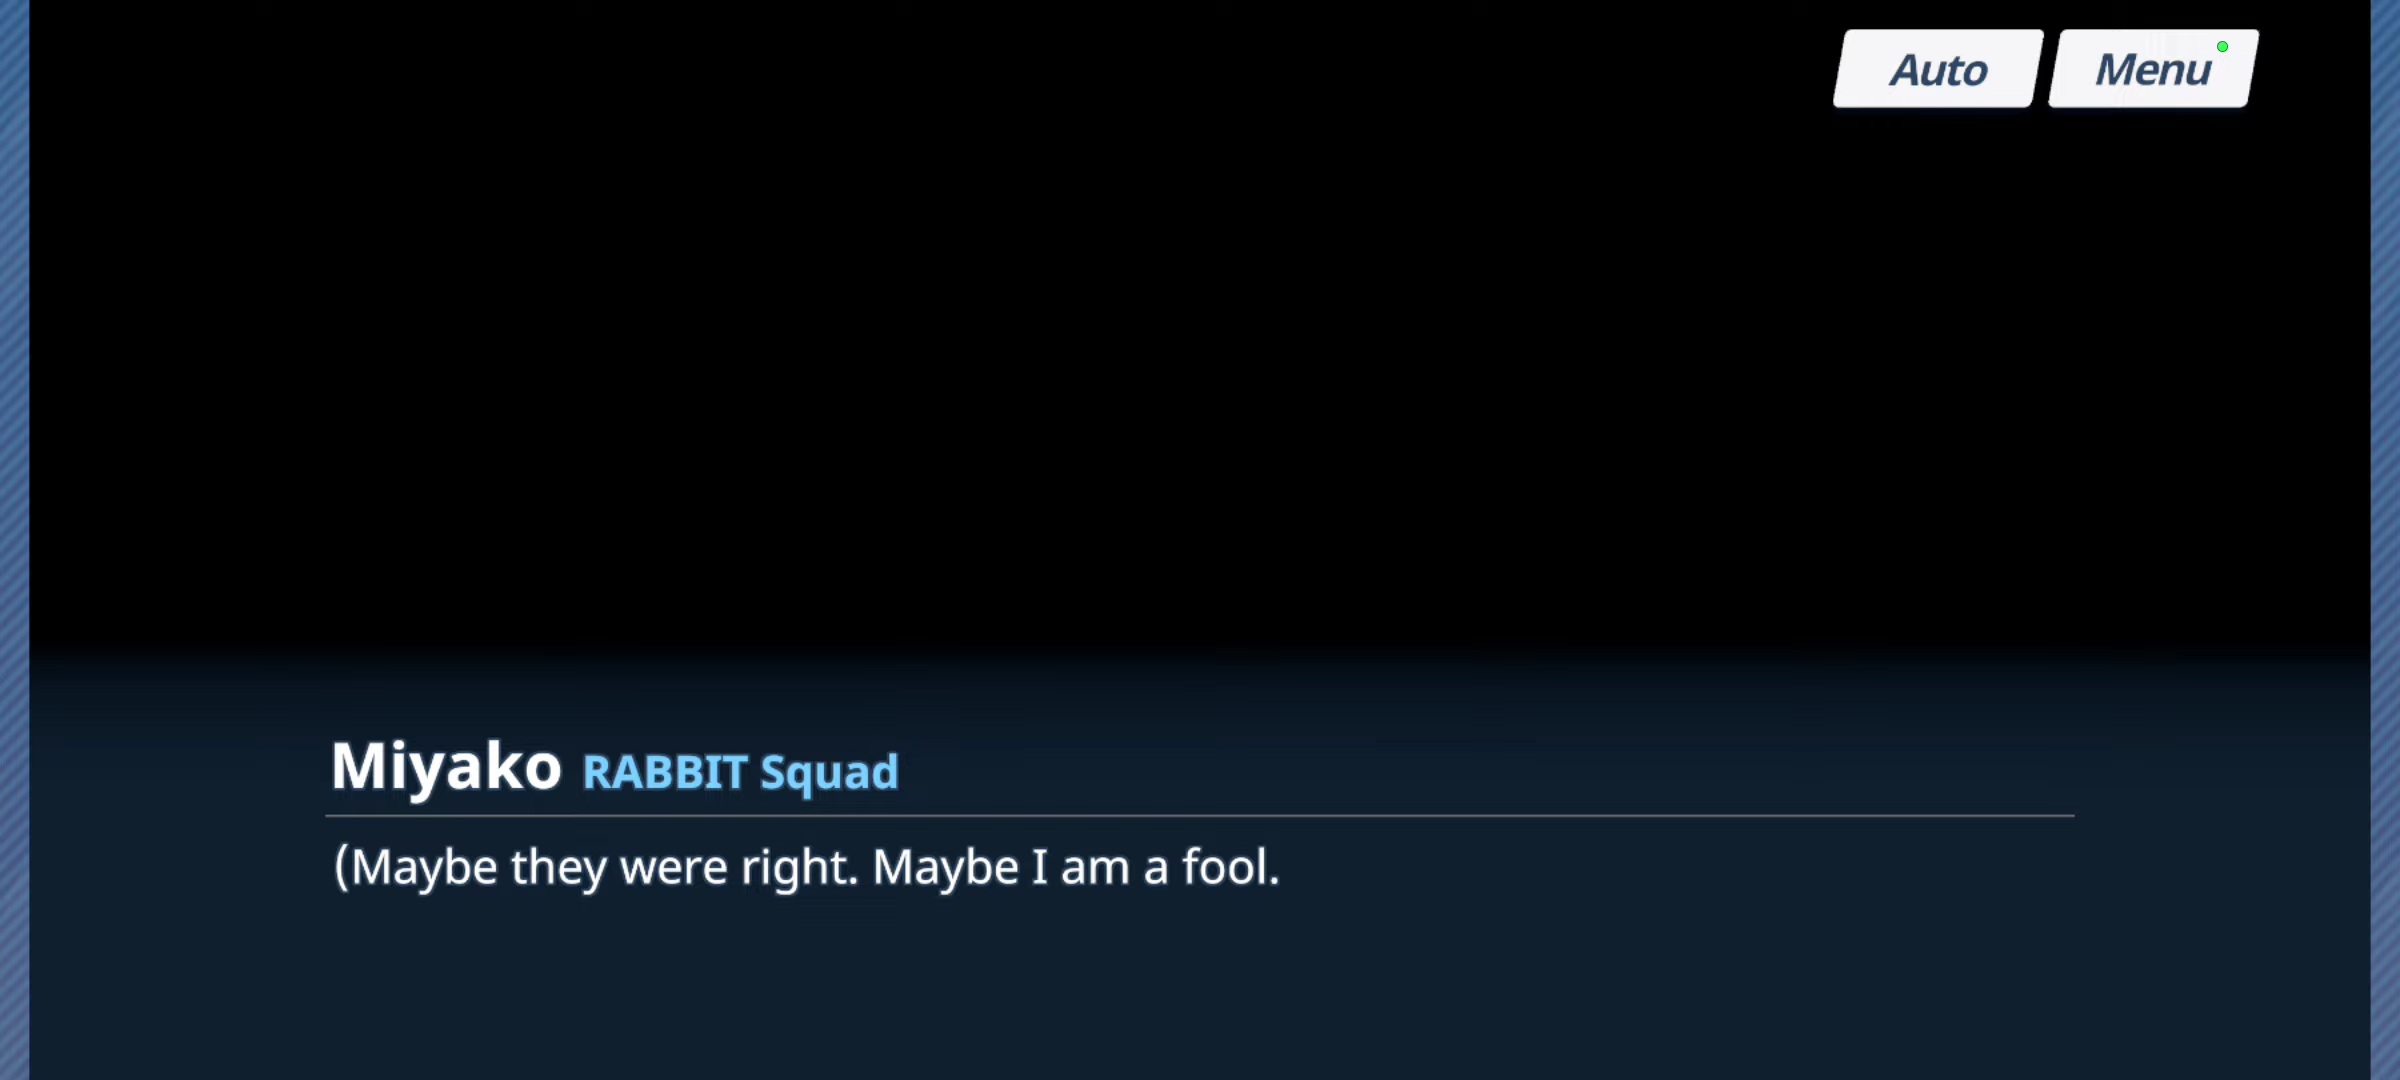 Auto Menu
Miyako RABBIT Squad
(Maybe they were right. Maybe I am a fool.